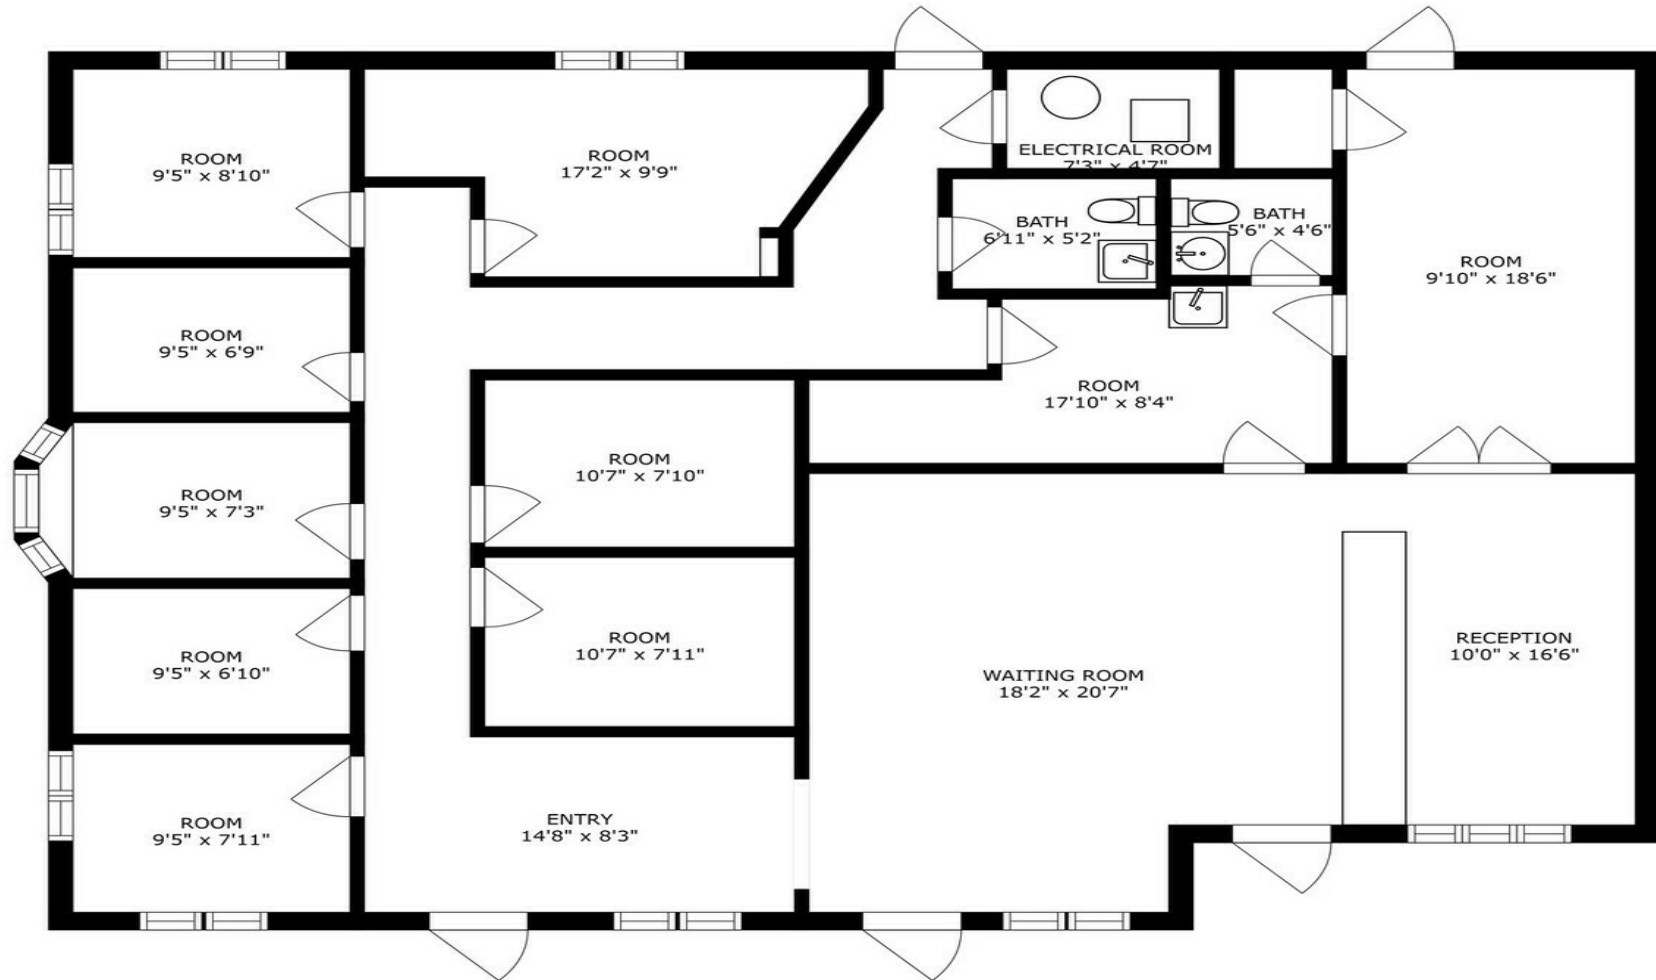 ROOM
9'5" x 8'10"
ROOM
17'2" x 9'9"
ELECTRICAL ROOM
7'3" x 4'7"
BATH
6'11" x 5'2"
BATH
5'6" x 4'6"
ROOM
9'10" x 18'6"
ROOM
9'5" x 6'9"
ROOM
17'10" x 8'4"
ROOM
9'5" x 7'3"
ROOM
10'7" x 7'10"
ROOM
9'5" x 6'10"
ROOM
10'7" x 7'11"
WAITING ROOM
18'2" x 20'7"
RECEPTION
10'0" x 16'6"
ROOM
9'5" x 7'11"
ENTRY
14'8" x 8'3"